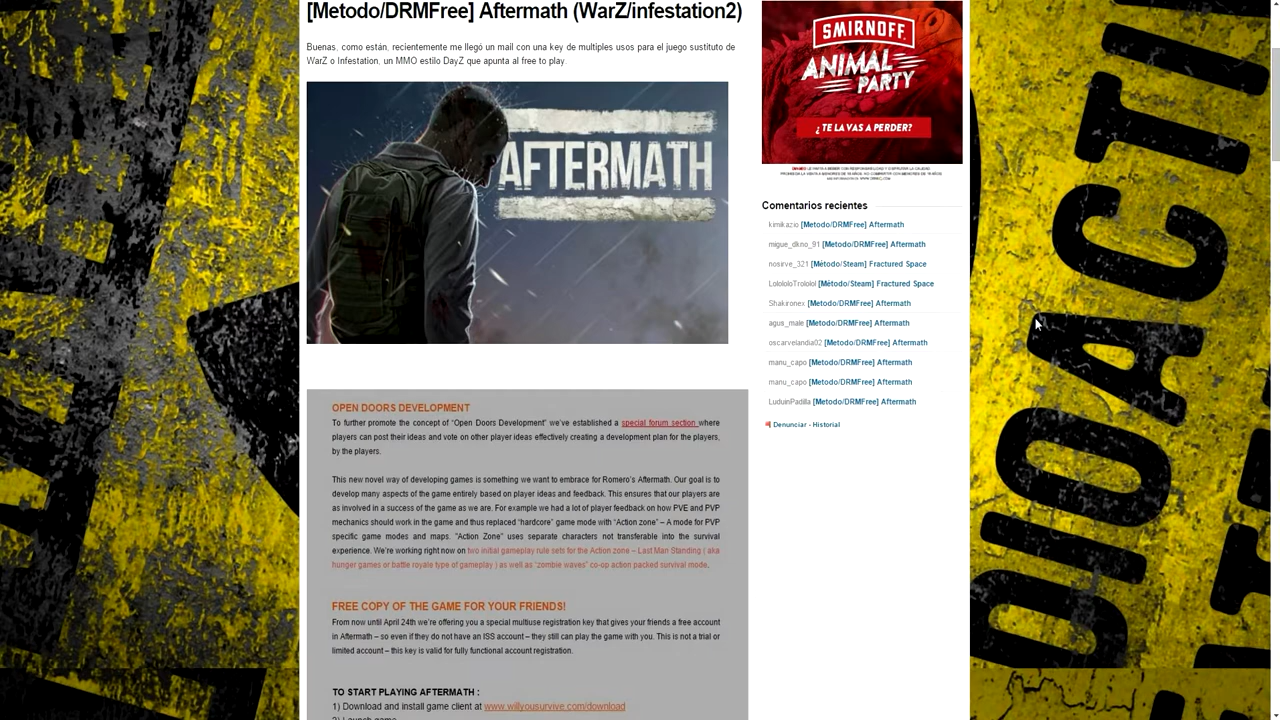 [Metodo/DRMFree] Aftermath (WarZ/infestation2)
Buenas, como están, recientemente me llegó un mail con una key de multiples usos para el juego sustituto de
WarZ o Infestation, un MMO estilo DayZ que apunta al free to play.
AFTERMATH
OPEN DOORS DEVELOPMENT
To further promote the concept of “Open Doors Development” we’ve established a special forum section where
players can post their ideas and vote on other player ideas effectively creating a development plan for the players,
by the players.
This new novel way of developing games is something we want to embrace for Romero’s Aftermath. Our goal is to
develop many aspects of the game entirely based on player ideas and feedback. This ensures that our players are
as involved in a success of the game as we are. For example we had a lot of player feedback on how PVE and PVP
mechanics should work in the game and thus replaced “hardcore” game mode with “Action zone” – A mode for PVP
specific game modes and maps. “Action Zone” uses separate characters not transferable into the survival
experience. We’re working right now on two initial gameplay rule sets for the Action zone – Last Man Standing ( aka
hunger games or battle royale type of gameplay ) as well as “zombie waves” co-op action packed survival mode.
FREE COPY OF THE GAME FOR YOUR FRIENDS!
From now until April 24th we’re offering you a special multiuse registration key that gives your friends a free account
in Aftermath – so even if they do not have an ISS account – they still can play the game with you. This is not a trial or
limited account – this key is valid for fully functional account registration.
TO START PLAYING AFTERMATH :
1) Download and install game client at www.willyousurvive.com/download
2) Launch game
SMIRNOFF
ANIMAL
PARTY
¿TE LA VAS A PERDER?
Comentarios recientes
kimikazio [Metodo/DRMFree] Aftermath
migue_dkno_91 [Metodo/DRMFree] Aftermath
nosirve_321 [Método/Steam] Fractured Space
LolololoTrololol [Método/Steam] Fractured Space
Shakironex [Metodo/DRMFree] Aftermath
agus_male [Metodo/DRMFree] Aftermath
oscarvelandia02 [Metodo/DRMFree] Aftermath
manu_capo [Metodo/DRMFree] Aftermath
manu_capo [Metodo/DRMFree] Aftermath
LuduinPadilla [Metodo/DRMFree] Aftermath
Denunciar - Historial